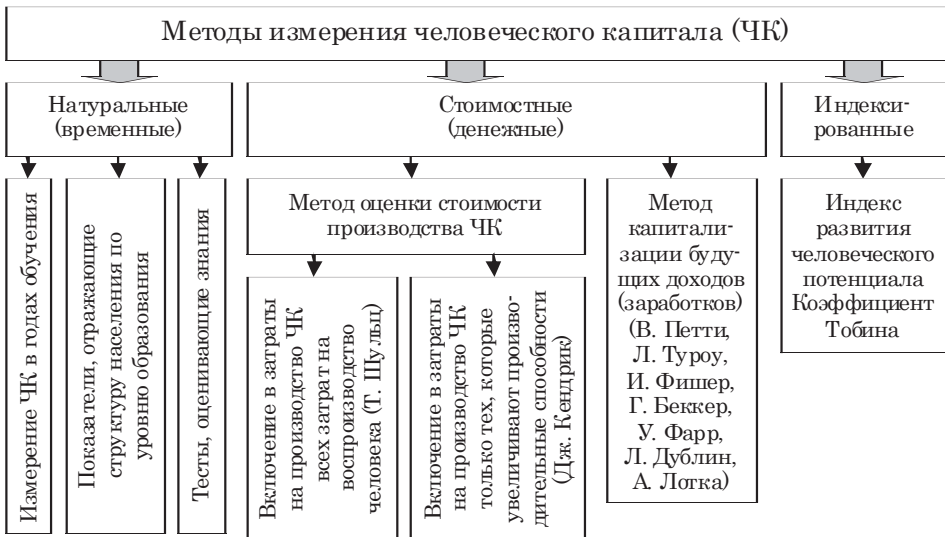 Методы измерения человеческого капитала (ЧК)
Натуральные
(временные)
Стоимостные
(денежные)
Индекси-
рованные
Измерение ЧК в годах обучения
Показатели, отражающие
структуру населения по
уровню образования
Тесты, оценивающие знания
Метод оценки стоимости
производства ЧК
Включение в затраты
на производство ЧК
всех затрат на
воспроизводство
человека (Т. Шульц)
Включение в затраты
на производство ЧК
только тех, которые
увеличивают произво-
дительные способности
(Дж. Кендрик)
Метод
капитали-
зации буду-
щих доходов
(заработков)
(В. Петти,
Л. Туроу,
И. Фишер,
Г. Беккер,
У. Фарр,
Л. Дублин,
А. Лотка)
Индекс
развития
человеческого
потенциала
Коэффициент
Тобина